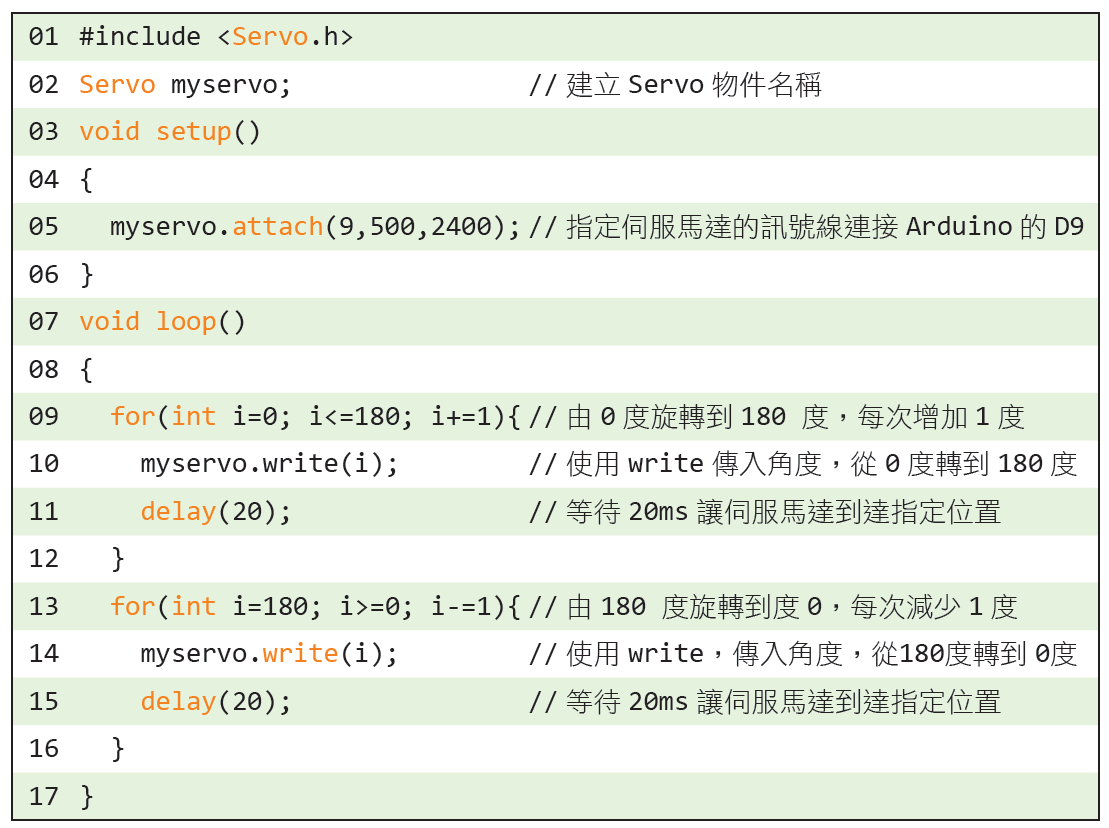 01 #include <Servo.h>
02 Servo myservo; // 建立 Servo 物件名稱
03 void setup()
04 {
05 myservo.attach(9,500,2400); // 指定伺服馬達的訊號線連接 Arduino 的 D9
06 }
07 void loop()
08 {
09 for(int i=0; i<=180; i+=1){ // 由 0 度旋轉到 180 度，每次增加 1 度
10 myservo.write(i); // 使用 write 傳入角度，從 0 度轉到 180 度
11 delay(20); // 等待 20ms 讓伺服馬達到達指定位置
12 }
13 for(int i=180; i>=0; i-=1){ // 由 180 度旋轉到度 0，每次減少 1 度
14 myservo.write(i); // 使用 write，傳入角度，從180度轉到 0度
15 delay(20); // 等待 20ms 讓伺服馬達到達指定位置
16 }
17 }